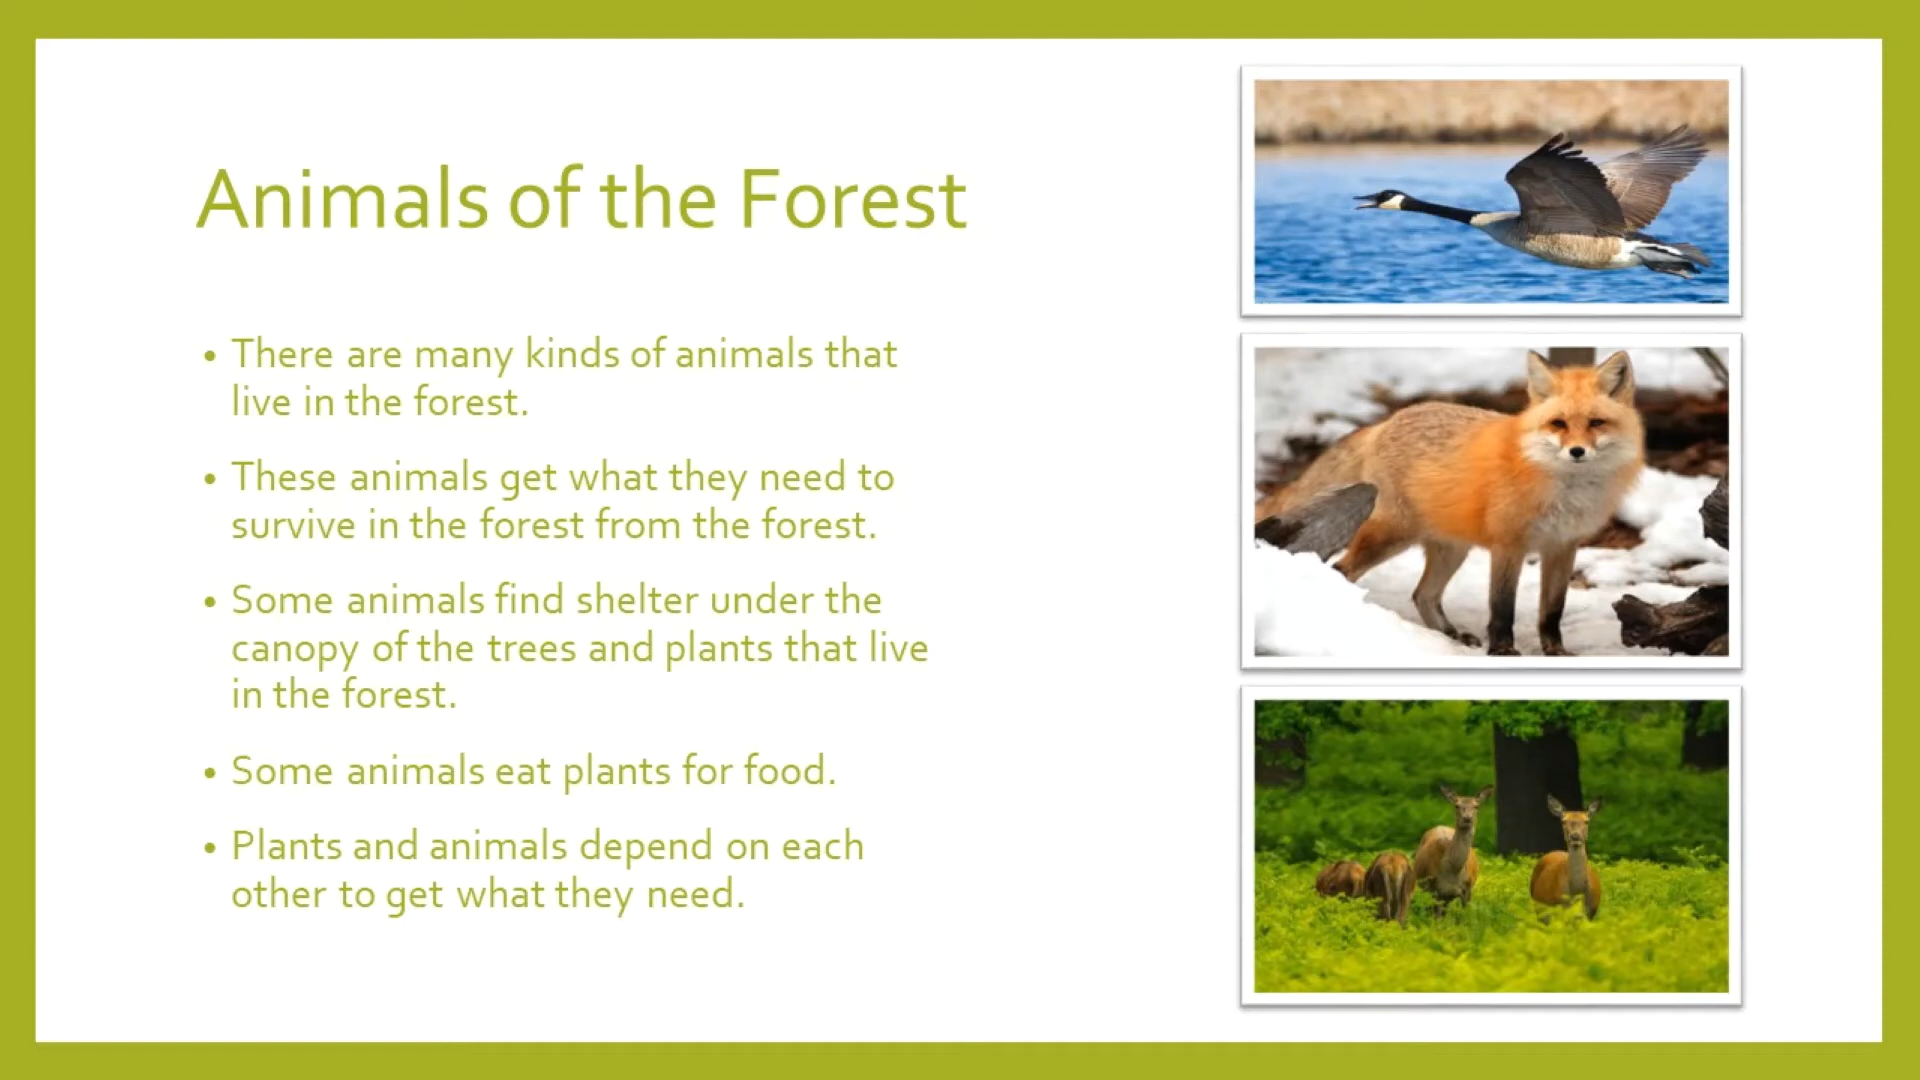 Animals of the Forest
• There are many kinds of animals that
live in the forest.
• These animals get what they need to
survive in the forest from the forest.
• Some animals find shelter under the
canopy of the trees and plants that live
in the forest.
• Some animals eat plants for food.
• Plants and animals depend on each
other to get what they need.